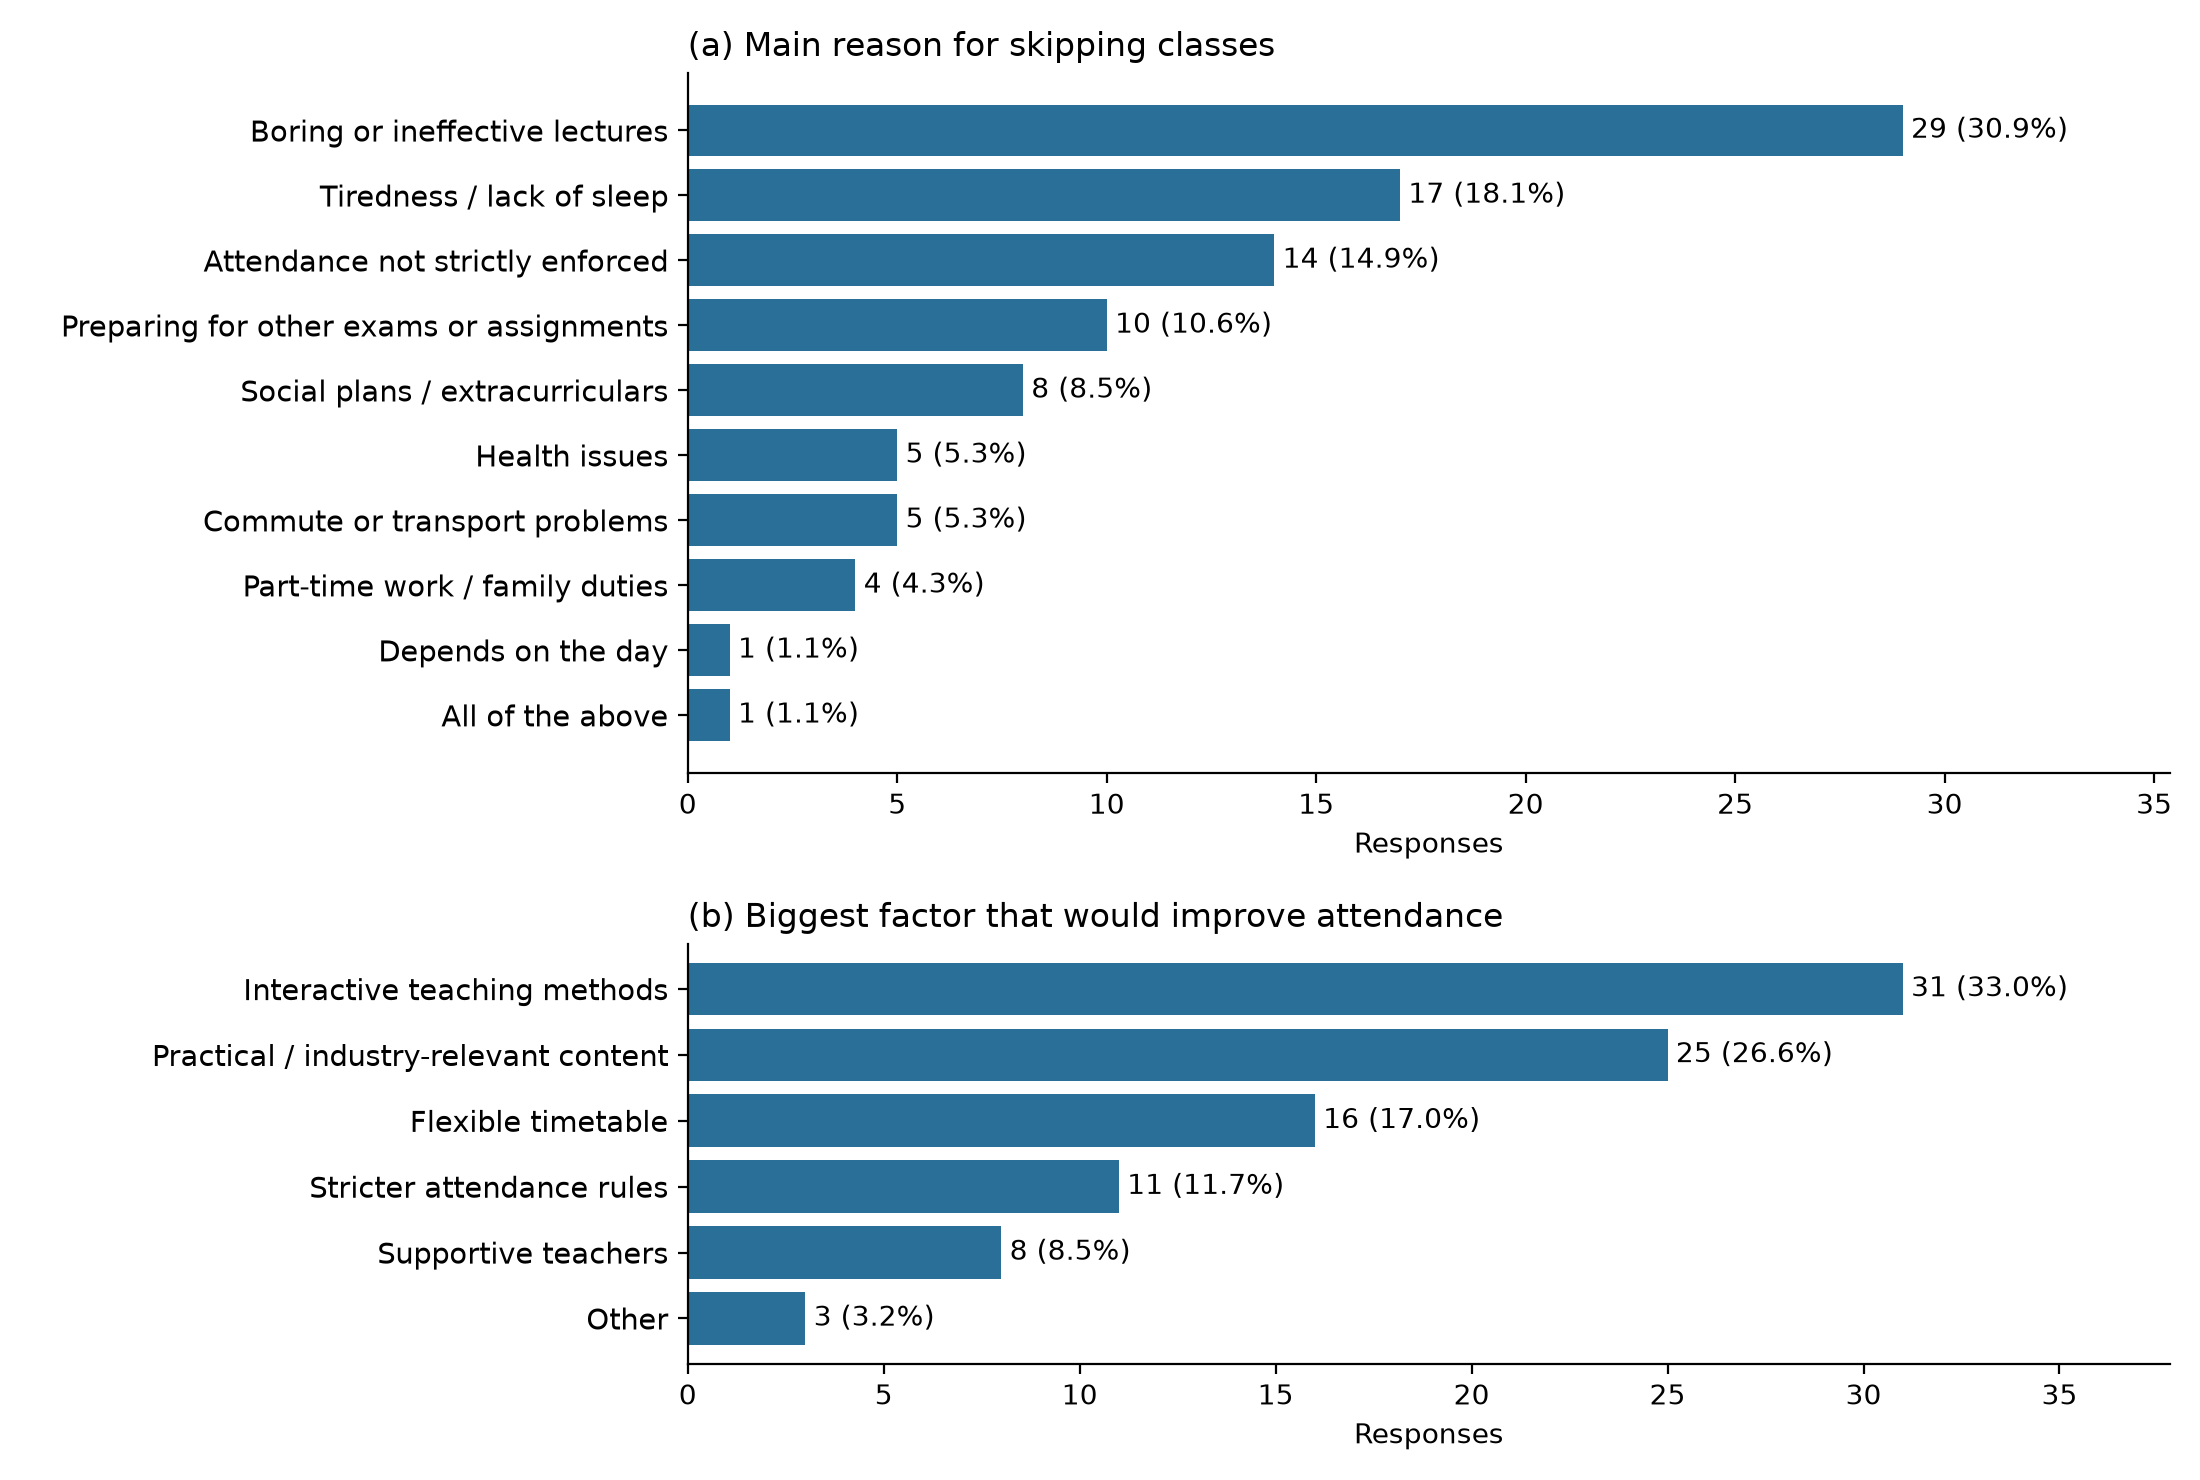 (a) Main reason for skipping classes
Boring or ineffective lectures 29 (30.9%)
Tiredness / lack of sleep 17 (18.1%)
Attendance not strictly enforced 14 (14.9%)
Preparing for other exams or assignments 10 (10.6%)
Social plans / extracurriculars 8 (8.5%)
Health issues 5 (5.3%)
Commute or transport problems 5 (5.3%)
Part-time work / family duties 4 (4.3%)
Depends on the day 1 (1.1%)
All of the above 1 (1.1%)
0 5 10 15 20 25 30 35
Responses
(b) Biggest factor that would improve attendance
Interactive teaching methods 31 (33.0%)
Practical / industry-relevant content 25 (26.6%)
Flexible timetable 16 (17.0%)
Stricter attendance rules 11 (11.7%)
Supportive teachers 8 (8.5%)
Other 3 (3.2%)
0 5 10 15 20 25 30 35
Responses